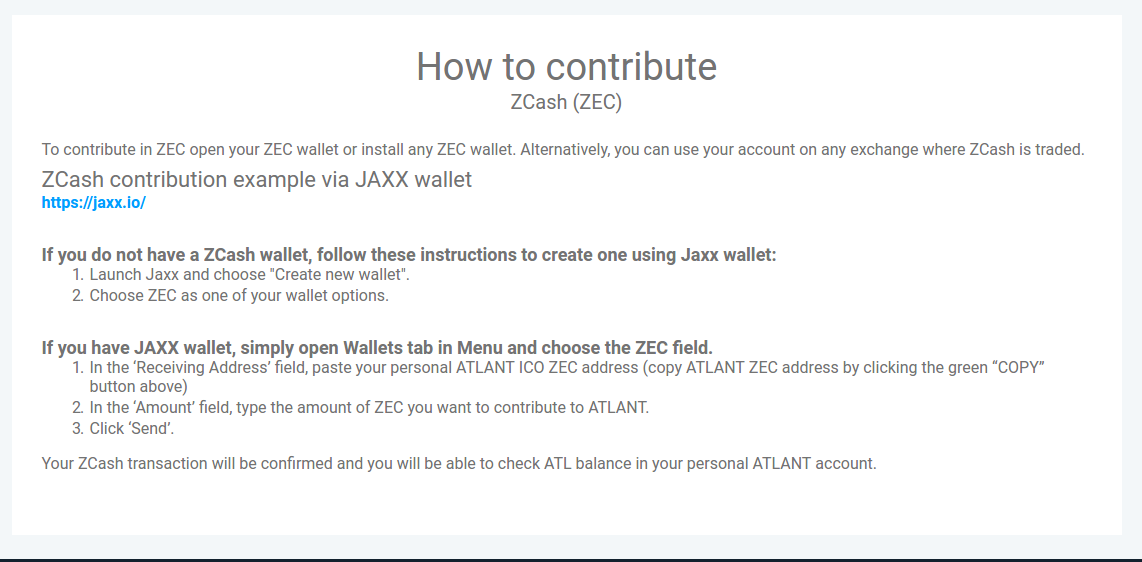 How to contribute
ZCash (ZEC)
To contribute in ZEC open your ZEC wallet or install any ZEC wallet. Alternatively, you can use your account on any exchange where ZCash is traded.
ZCash contribution example via JAXX wallet
https://jaxx.io/
If you do not have a ZCash wallet, follow these instructions to create one using Jaxx wallet:
1. Launch Jaxx and choose "Create new wallet".
2. Choose ZEC as one of your wallet options.
If you have JAXX wallet, simply open Wallets tab in Menu and choose the ZEC field.
1. In the ‘Receiving Address’ field, paste your personal ATLANT ICO ZEC address (copy ATLANT ZEC address by clicking the green “COPY”
button above)
2. In the ‘Amount’ field, type the amount of ZEC you want to contribute to ATLANT.
3. Click ‘Send’.
Your ZCash transaction will be confirmed and you will be able to check ATL balance in your personal ATLANT account.